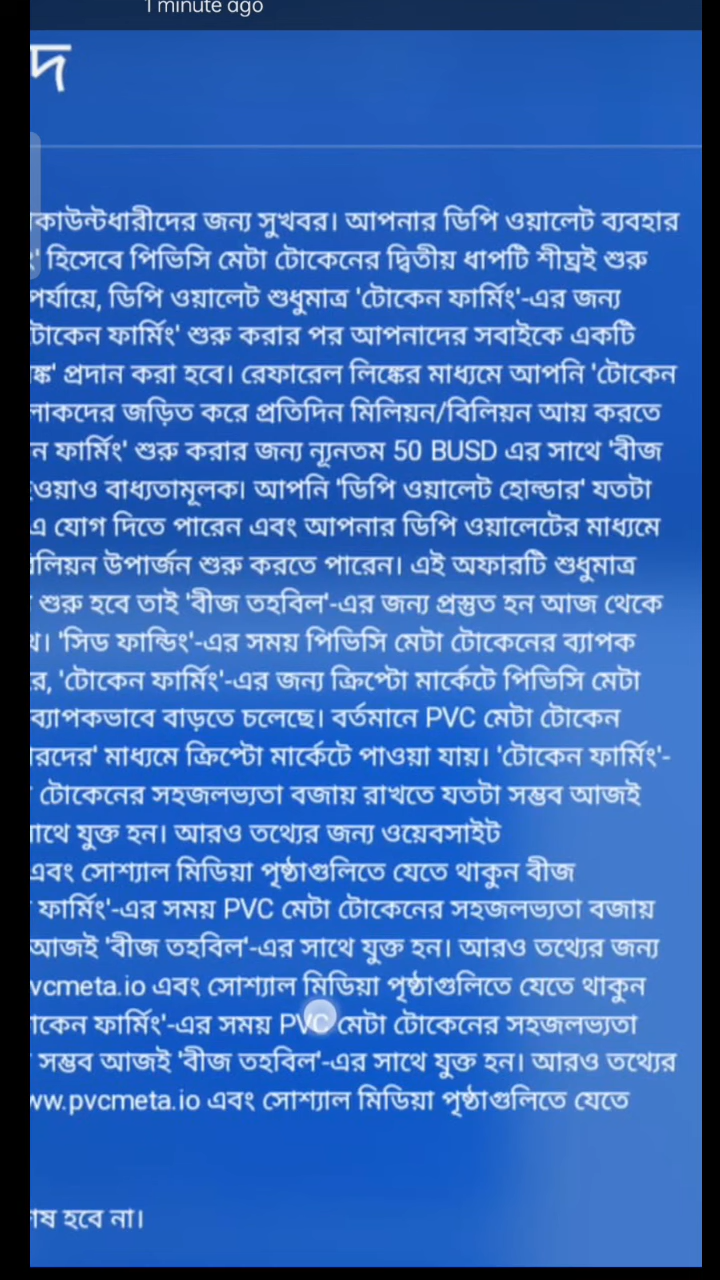 1 minute ago
দ
কাউন্টধারীদের জন্য সুখবর। আপনার ডিপি ওয়ালেট ব্যবহার
' হিসেবে পিভিসি মেটা টোকেনের দ্বিতীয় ধাপটি শীঘ্রই শুরু
পর্যায়ে, ডিপি ওয়ালেট শুধুমাত্র 'টোকেন ফার্মিং'-এর জন্য
টোকেন ফার্মিং' শুরু করার পর আপনাদের সবাইকে একটি
ঙ্ক' প্রদান করা হবে। রেফারেল লিঙ্কের মাধ্যমে আপনি 'টোকেন
লোকদের জড়িত করে প্রতিদিন মিলিয়ন/বিলিয়ন আয় করতে
ন ফার্মিং' শুরু করার জন্য ন্যূনতম 50 BUSD এর সাথে 'বীজ
ওয়াও বাধ্যতামূলক। আপনি 'ডিপি ওয়ালেট হোল্ডার' যতটা
এ যোগ দিতে পারেন এবং আপনার ডিপি ওয়ালেটের মাধ্যমে
বিলিয়ন উপার্জন শুরু করতে পারেন। এই অফারটি শুধুমাত্র
শুরু হবে তাই 'বীজ তহবিল'-এর জন্য প্রস্তুত হন আজ থেকে
থ। 'সিড ফান্ডিং'-এর সময় পিভিসি মেটা টোকেনের ব্যাপক
রে, 'টোকেন ফার্মিং'-এর জন্য ক্রিপ্টো মার্কেটে পিভিসি মেটা
ব্যাপকভাবে বাড়তে চলেছে। বর্তমানে PVC মেটা টোকেন
ারদের' মাধ্যমে ক্রিপ্টো মার্কেটে পাওয়া যায়। 'টোকেন ফার্মিং'-
টোকেনের সহজলভ্যতা বজায় রাখতে যতটা সম্ভব আজই
সাথে যুক্ত হন। আরও তথ্যের জন্য ওয়েবসাইট
এবং সোশ্যাল মিডিয়া পৃষ্ঠাগুলিতে যেতে থাকুন বীজ
ফার্মিং'-এর সময় PVC মেটা টোকেনের সহজলভ্যতা বজায়
আজই 'বীজ তহবিল'-এর সাথে যুক্ত হন। আরও তথ্যের জন্য
vcmeta.io এবং সোশ্যাল মিডিয়া পৃষ্ঠাগুলিতে যেতে থাকুন
োকেন ফার্মিং'-এর সময় PVC মেটা টোকেনের সহজলভ্যতা
সম্ভব আজই 'বীজ তহবিল'-এর সাথে যুক্ত হন। আরও তথ্যের
ww.pvcmeta.io এবং সোশ্যাল মিডিয়া পৃষ্ঠাগুলিতে যেতে
শেষ হবে না।